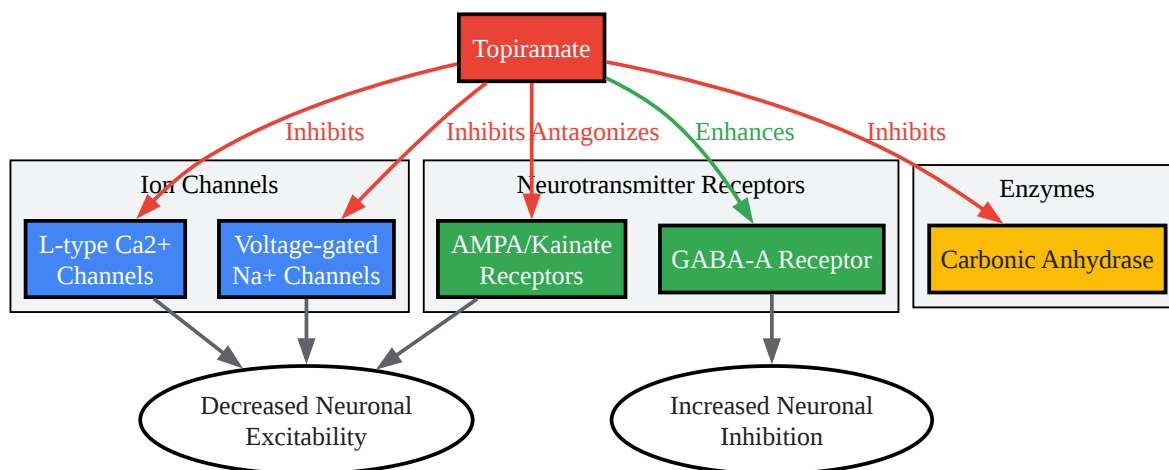 Topiramate
Inhibits
Inhibits
Antagonizes
Enhances
Inhibits
Ion Channels
Neurotransmitter Receptors
Enzymes
L-type Ca2+
Channels
Voltage-gated
Na+ Channels
AMPA/Kainate
Receptors
GABA-A Receptor
Carbonic Anhydrase
Decreased Neuronal
Excitability
Increased Neuronal
Inhibition